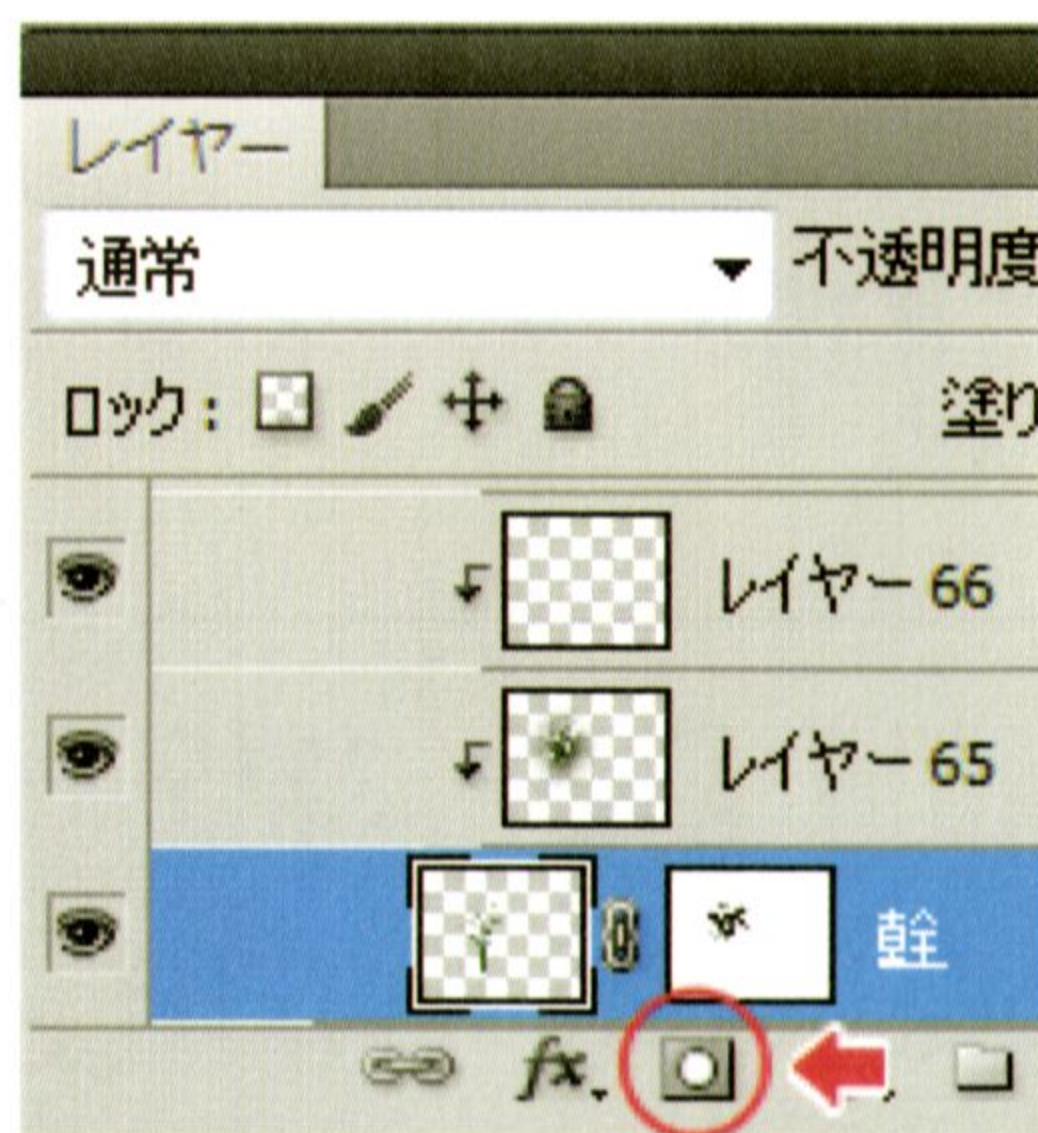 レイヤー
通常 不透明度
ロック: 塗り
レイヤー 66
レイヤー 65
幹
fx.